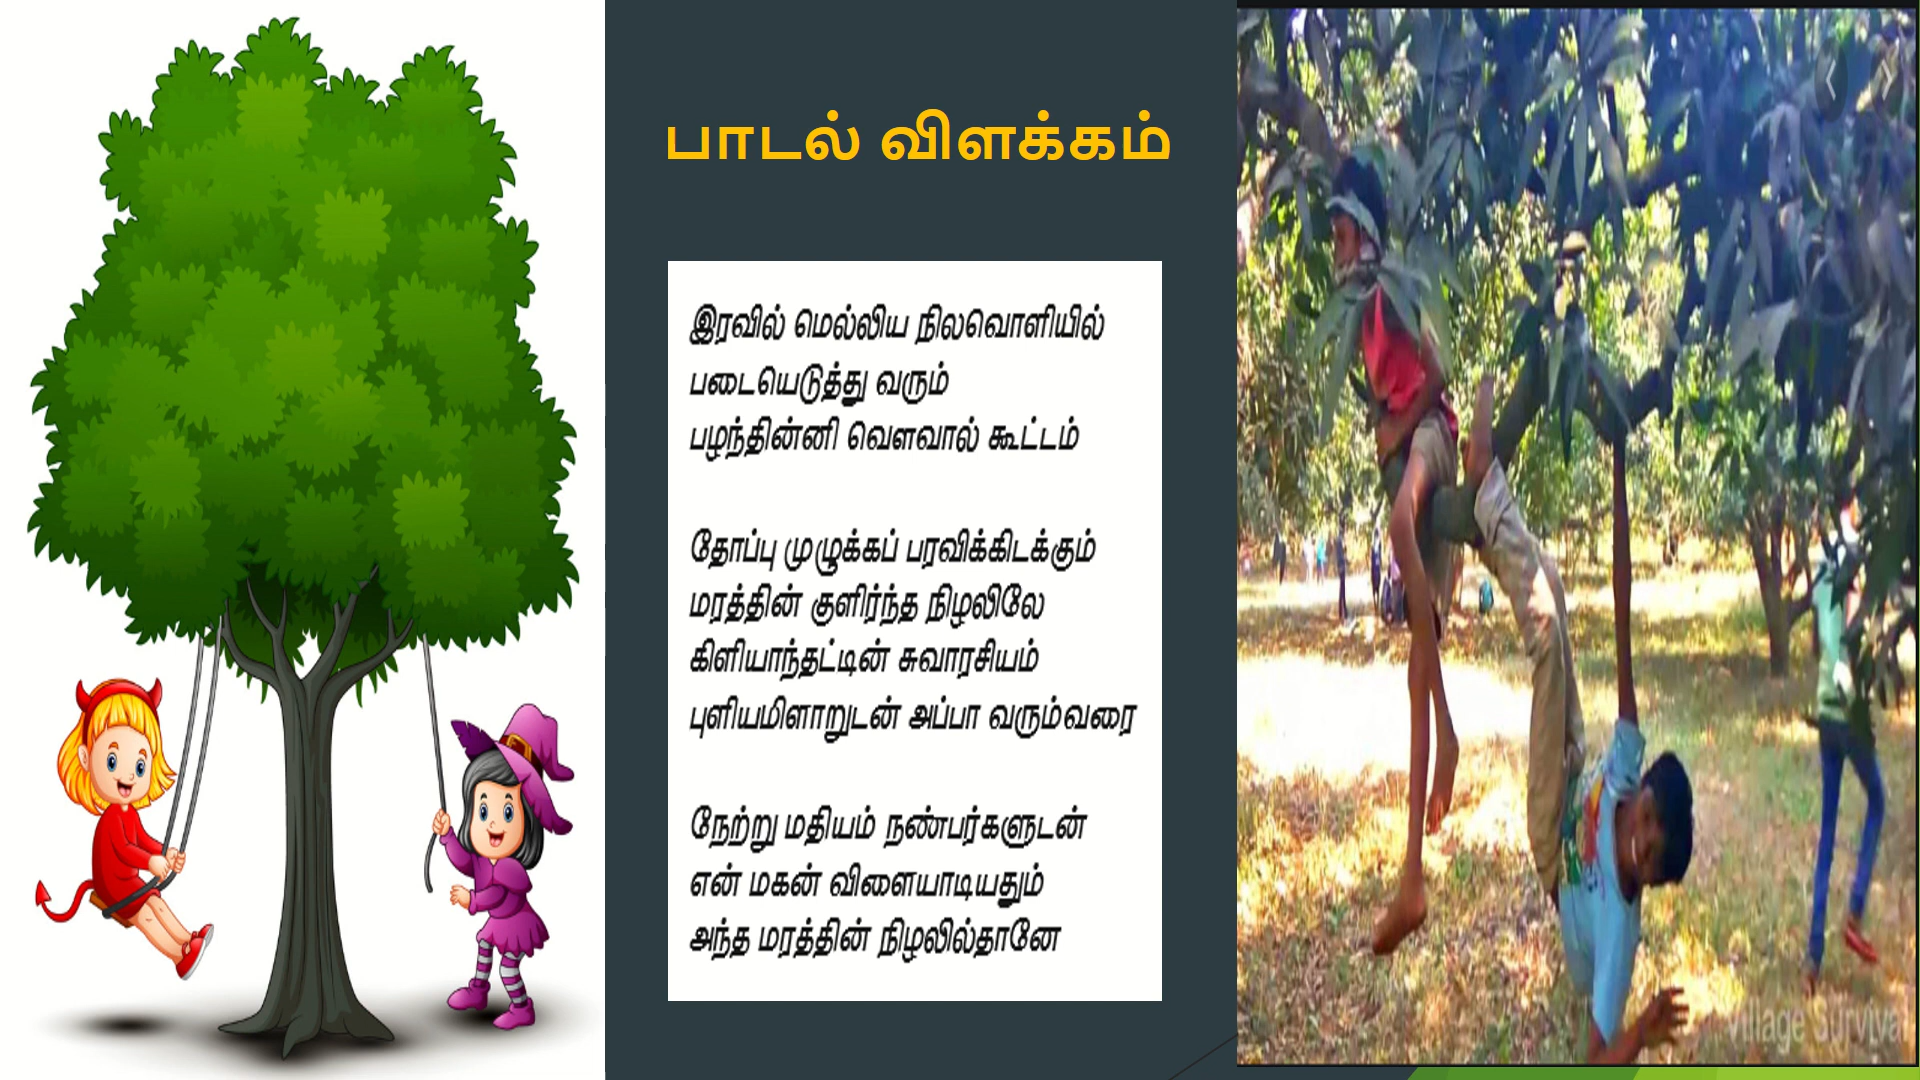 பாடல் விளக்கம்
இரவில் மெல்லிய நிலவொளியில்
படையெடுத்து வரும்
பழந்தின்னி வௌவால் கூட்டம்
தோப்பு முழுக்கப் பரவிக்கிடக்கும்
மரத்தின் குளிர்ந்த நிழலிலே
கிளியாந்தட்டின் சுவாரசியம்
புளியமிளாறுடன் அப்பா வரும்வரை
நேற்று மதியம் நண்பர்களுடன்
என் மகன் விளையாடியதும்
அந்த மரத்தின் நிழலில்தானே
Village Survival